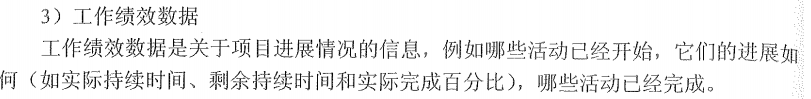 3）工作绩效数据
工作绩效数据是关于项目进展情况的信息，例如哪些活动已经开始，它们的进展如
何（如实际持续时间、剩余持续时间和实际完成百分比），哪些活动已经完成。